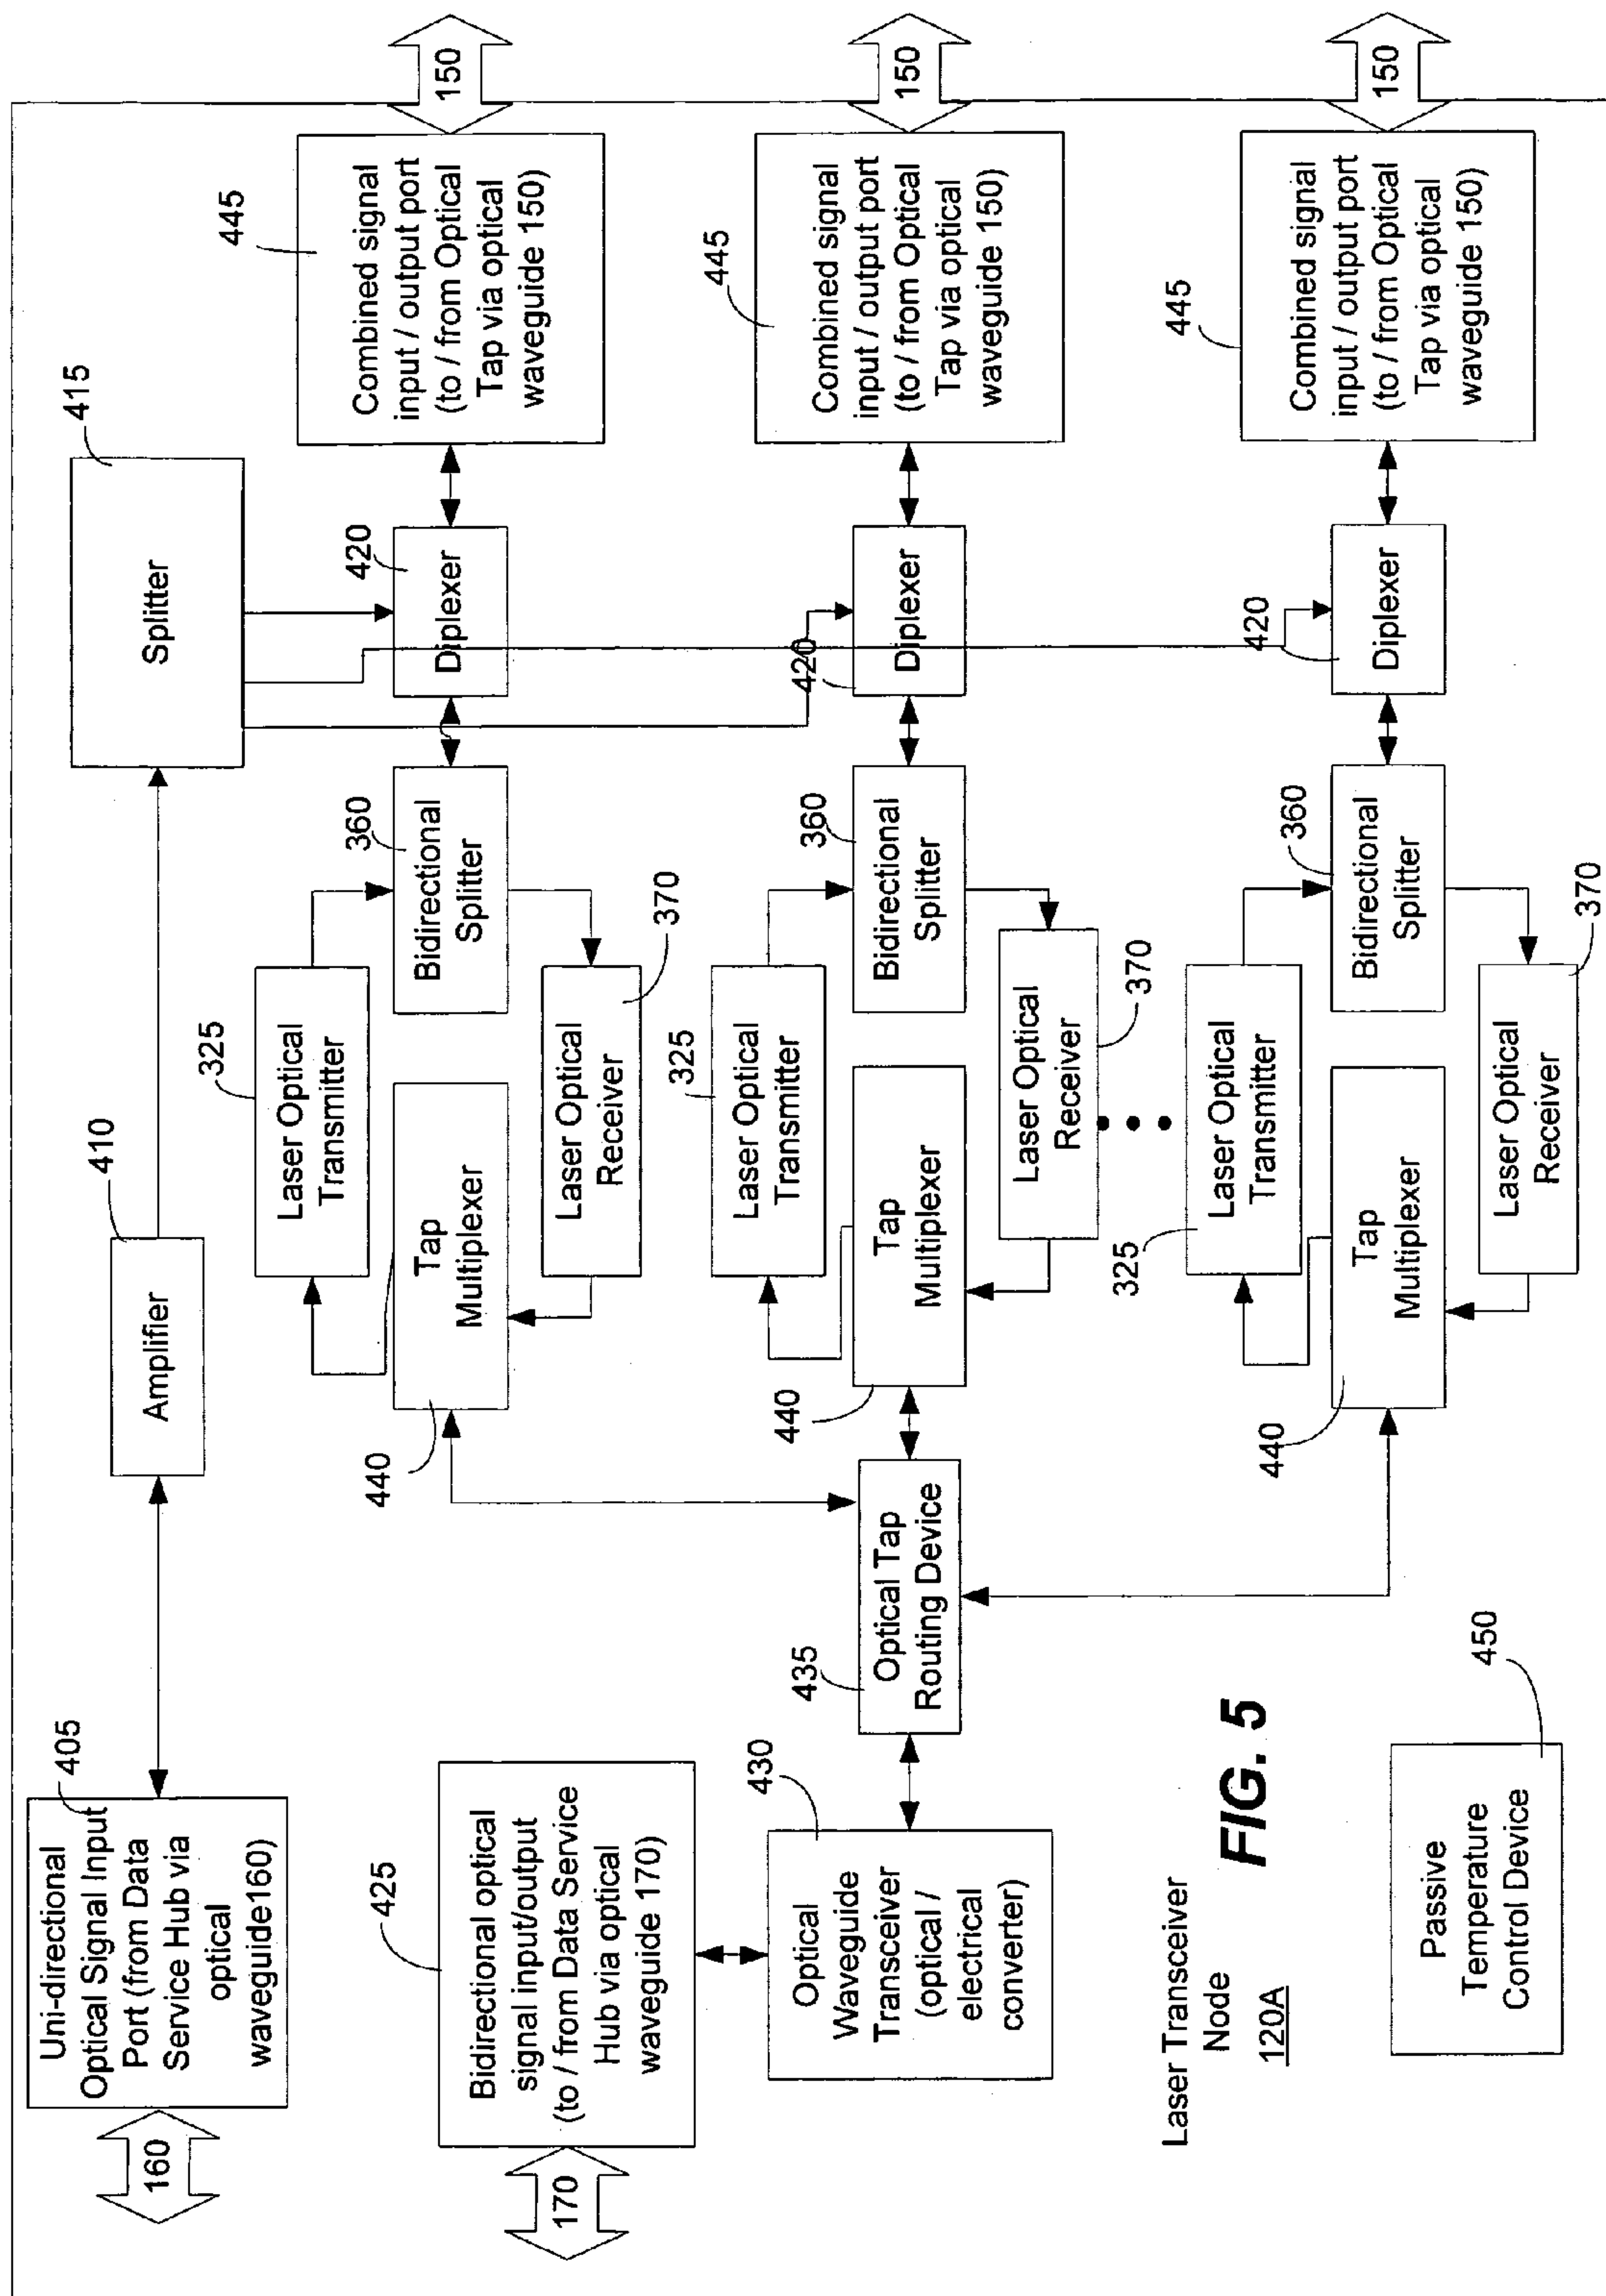 160
405
Uni-directional
Optical Signal Input
Port (from Data
Service Hub via
optical
waveguide160)
410
Amplifier
415
Splitter
170
425
Bidirectional optical
signal input/output
(to / from Data Service
Hub via optical
waveguide 170)
430
Optical
Waveguide
Transceiver
(optical /
electrical
converter)
435
Optical Tap
Routing Device
325
Laser Optical
Transmitter
440
Tap
Multiplexer
370
Laser Optical
Receiver
360
Bidirectional
Splitter
420
Diplexer
445
Combined signal
input / output port
(to / from Optical
Tap via optical
waveguide 150)
150
325
Laser Optical
Transmitter
440
Tap
Multiplexer
370
Laser Optical
Receiver
360
Bidirectional
Splitter
420
Diplexer
445
Combined signal
input / output port
(to / from Optical
Tap via optical
waveguide 150)
150
325
Laser Optical
Transmitter
440
Tap
Multiplexer
370
Laser Optical
Receiver
360
Bidirectional
Splitter
420
Diplexer
445
Combined signal
input / output port
(to / from Optical
Tap via optical
waveguide 150)
150
Laser Transceiver
Node
120A
FIG. 5
450
Passive
Temperature
Control Device